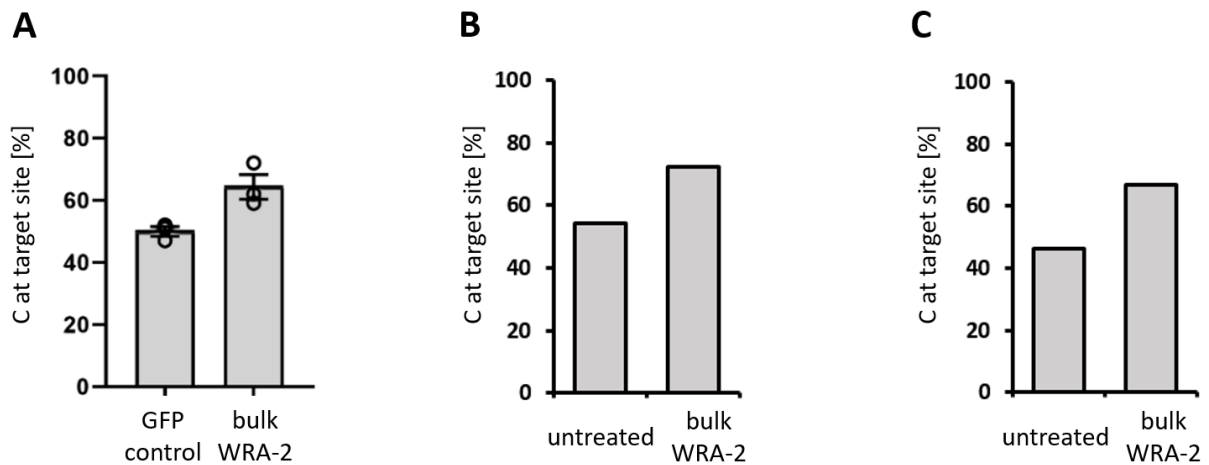 A
C at target site [%]
100
80
60
40
20
0
GFP
control
bulk
WRA-2
B
C at target site [%]
100
80
60
40
20
0
untreated
bulk
WRA-2
C
C at target site [%]
100
80
60
40
20
0
untreated
bulk
WRA-2